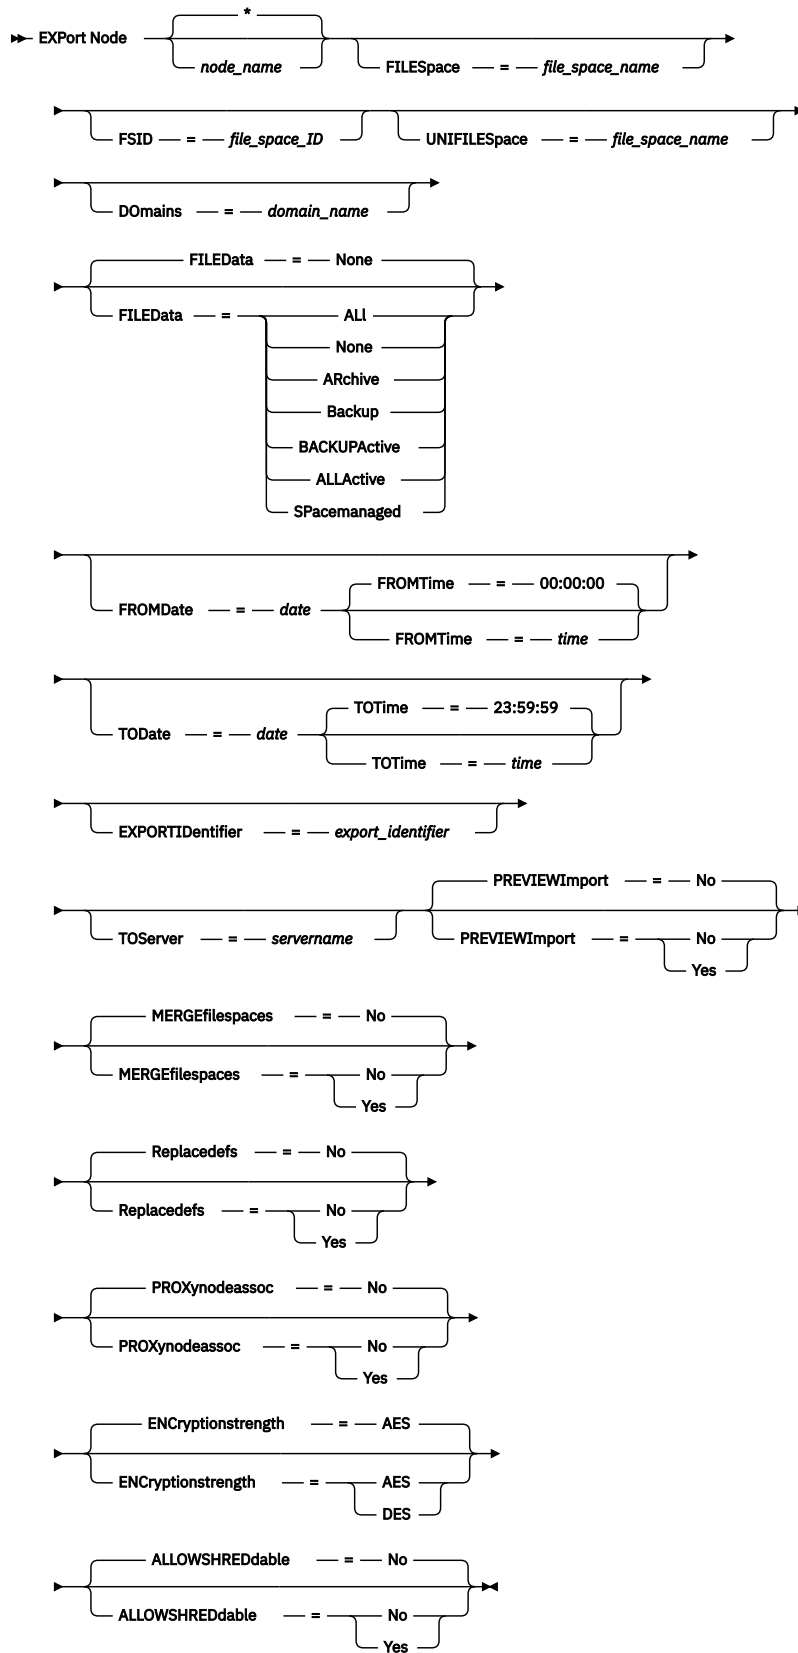 *
EXPort Node
node_name
FILESpace = file_space_name
FSID = file_space_ID UNIFILESpace = file_space_name
DOmains = domain_name
FILEData = None
FILEData = ALl
None
ARchive
Backup
BACKUPActive
ALLActive
SPacemanaged
FROMTime = 00:00:00
FROMDate = date
FROMTime = time
TOTime = 23:59:59
TODate = date
TOTime = time
EXPORTIDentifier = export_identifier
PREVIEWImport = No
TOServer = servername PREVIEWImport = No
Yes
MERGEfilespaces = No
MERGEfilespaces = No
Yes
Replacedefs = No
Replacedefs = No
Yes
PROXynodeassoc = No
PROXynodeassoc = No
Yes
ENCryptionstrength = AES
ENCryptionstrength = AES
DES
ALLOWSHREDdable = No
ALLOWSHREDdable = No
Yes